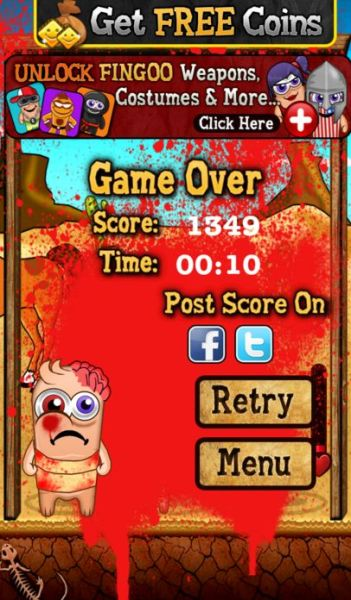 Get FREE Coins
UNLOCK FINGOO Weapons,
Costumes & More...
Click Here
Game Over
Score: 1349
Time: 00:10
Post Score On
Retry
Menu